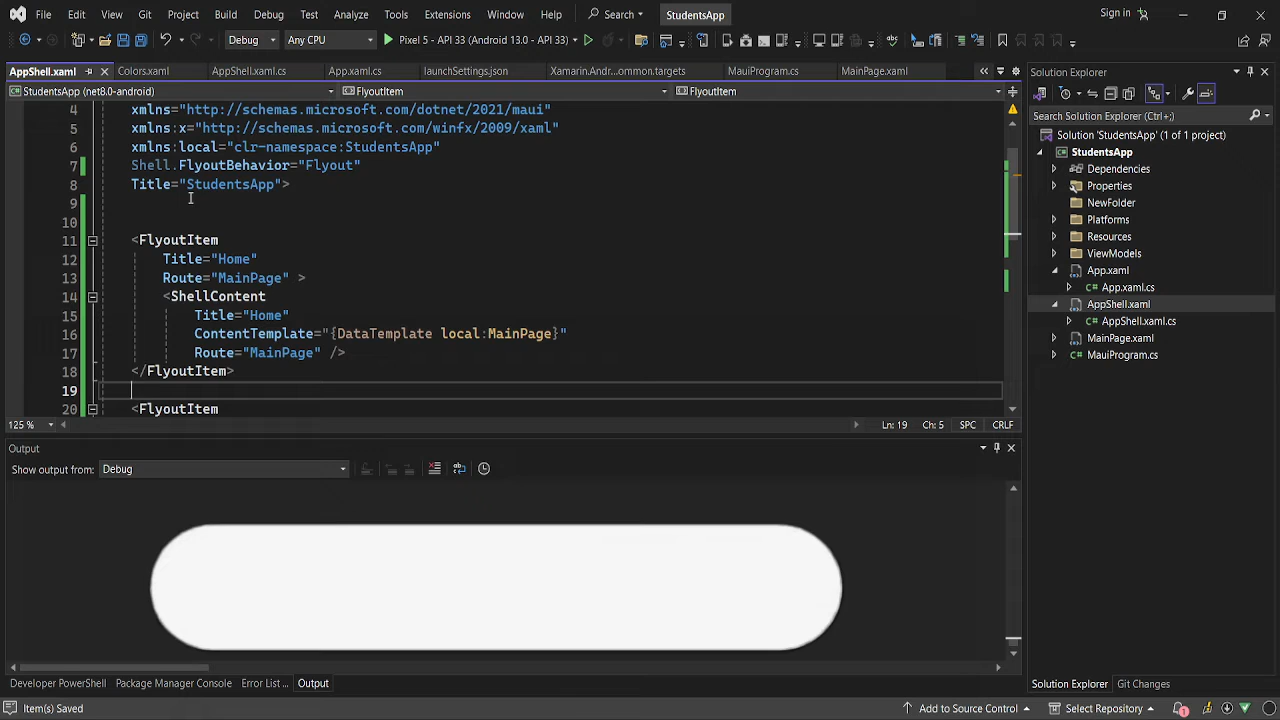 File Edit View Git Project Build Debug Test Analyze Tools Extensions Window Help Search StudentsApp Sign in
Debug Any CPU Pixel 5 - API 33 (Android 13.0 - API 33)
AppShell.xaml Colors.xaml AppShell.xaml.cs App.xaml.cs launchSettings.json Xamarin.Andr...ommon.targets MauiProgram.cs MainPage.xaml
StudentsApp (net8.0-android) FlyoutItem FlyoutItem
4 xmlns="http://schemas.microsoft.com/dotnet/2021/maui"
5 xmlns:x="http://schemas.microsoft.com/winfx/2009/xaml"
6 xmlns:local="clr-namespace:StudentsApp"
7 Shell.FlyoutBehavior="Flyout"
8 Title="StudentsApp">
9
10
11 <FlyoutItem
12 Title="Home"
13 Route="MainPage" >
14 <ShellContent
15 Title="Home"
16 ContentTemplate="{DataTemplate local:MainPage}"
17 Route="MainPage" />
18 </FlyoutItem>
19
20 <FlyoutItem
125 % Ln: 19 Ch: 5 SPC CRLF
Output
Show output from: Debug
Developer PowerShell Package Manager Console Error List ... Output
Solution Explorer
Search Solution Explorer (Ctrl+;)
Solution 'StudentsApp' (1 of 1 project)
StudentsApp
Dependencies
Properties
NewFolder
Platforms
Resources
ViewModels
App.xaml
C# App.xaml.cs
AppShell.xaml
C# AppShell.xaml.cs
MainPage.xaml
C# MauiProgram.cs
Solution Explorer Git Changes
Item(s) Saved Add to Source Control Select Repository 1